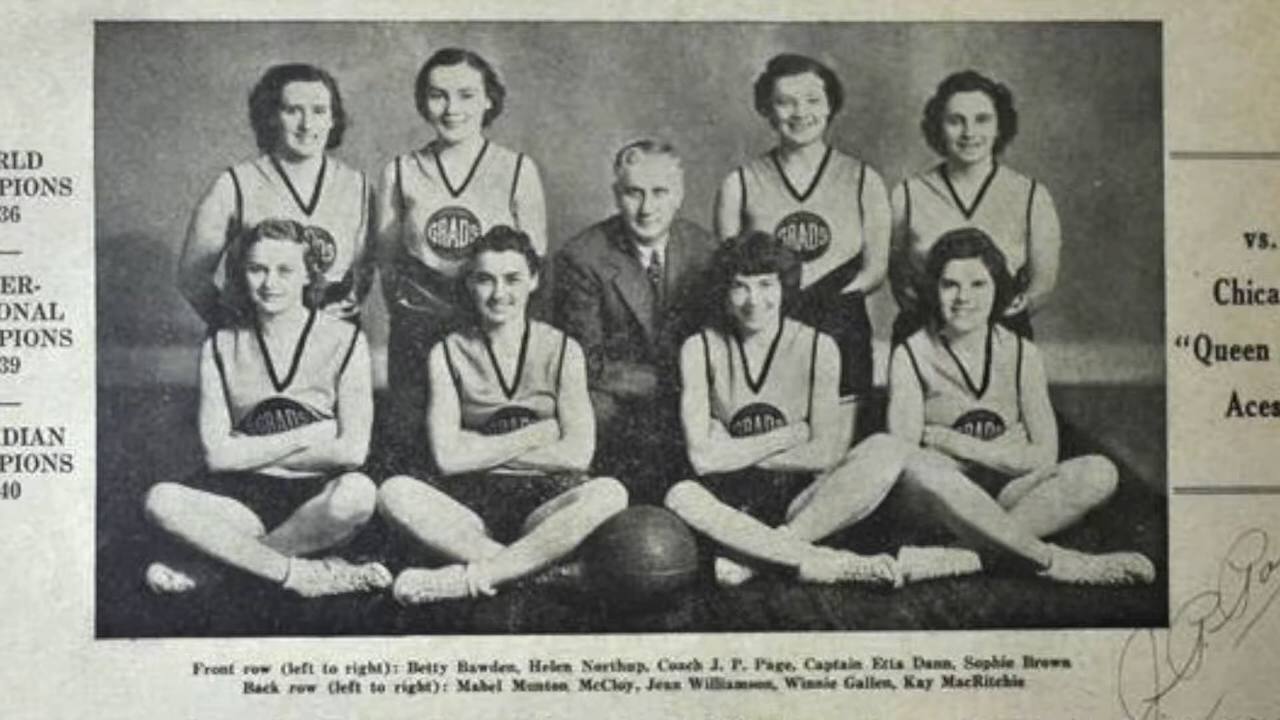 RLD
PIONS
36
ER-
ONAL
PIONS
39
DIAN
PIONS
40
GRADS
GRADS
GRADS
GRADS
vs.
Chica
"Queen
Aces
Front row (left to right): Betty Bawden, Helen Northup, Coach J. P. Page, Captain Etta Dann, Sophie Brown
Back row (left to right): Mabel Munton McCloy, Jean Williamson, Winnie Gallen, Kay MacRitchie